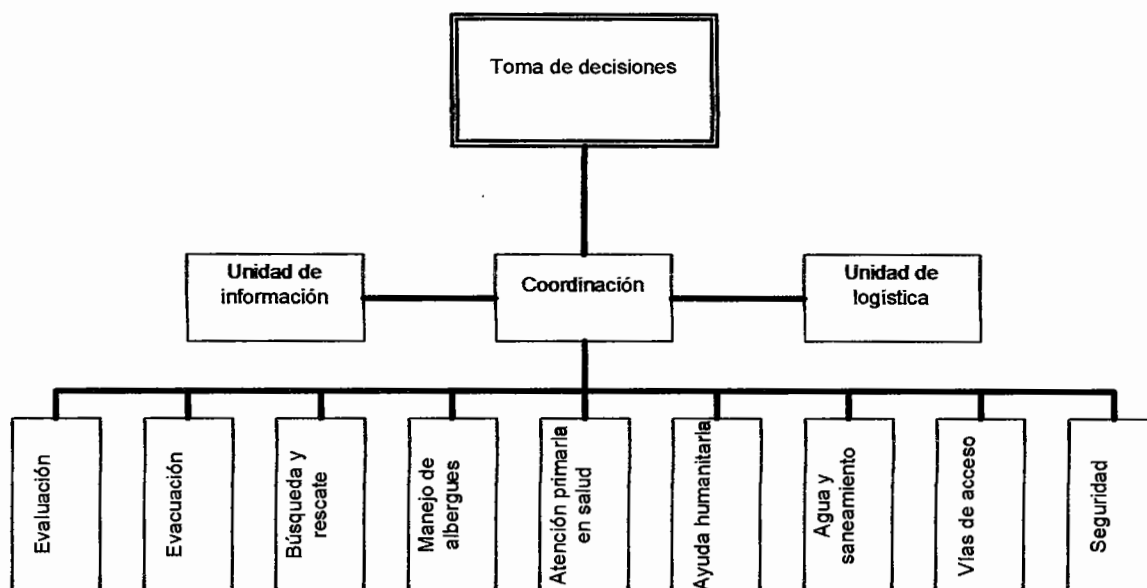 Toma de decisiones
Unidad de
información
Coordinación
Unidad de
logística
Evaluación
Evacuación
Búsqueda y
rescate
Manejo de
albergues
Atención primaria
en salud
Ayuda humanitaria
Agua y
saneamiento
Vías de acceso
Seguridad